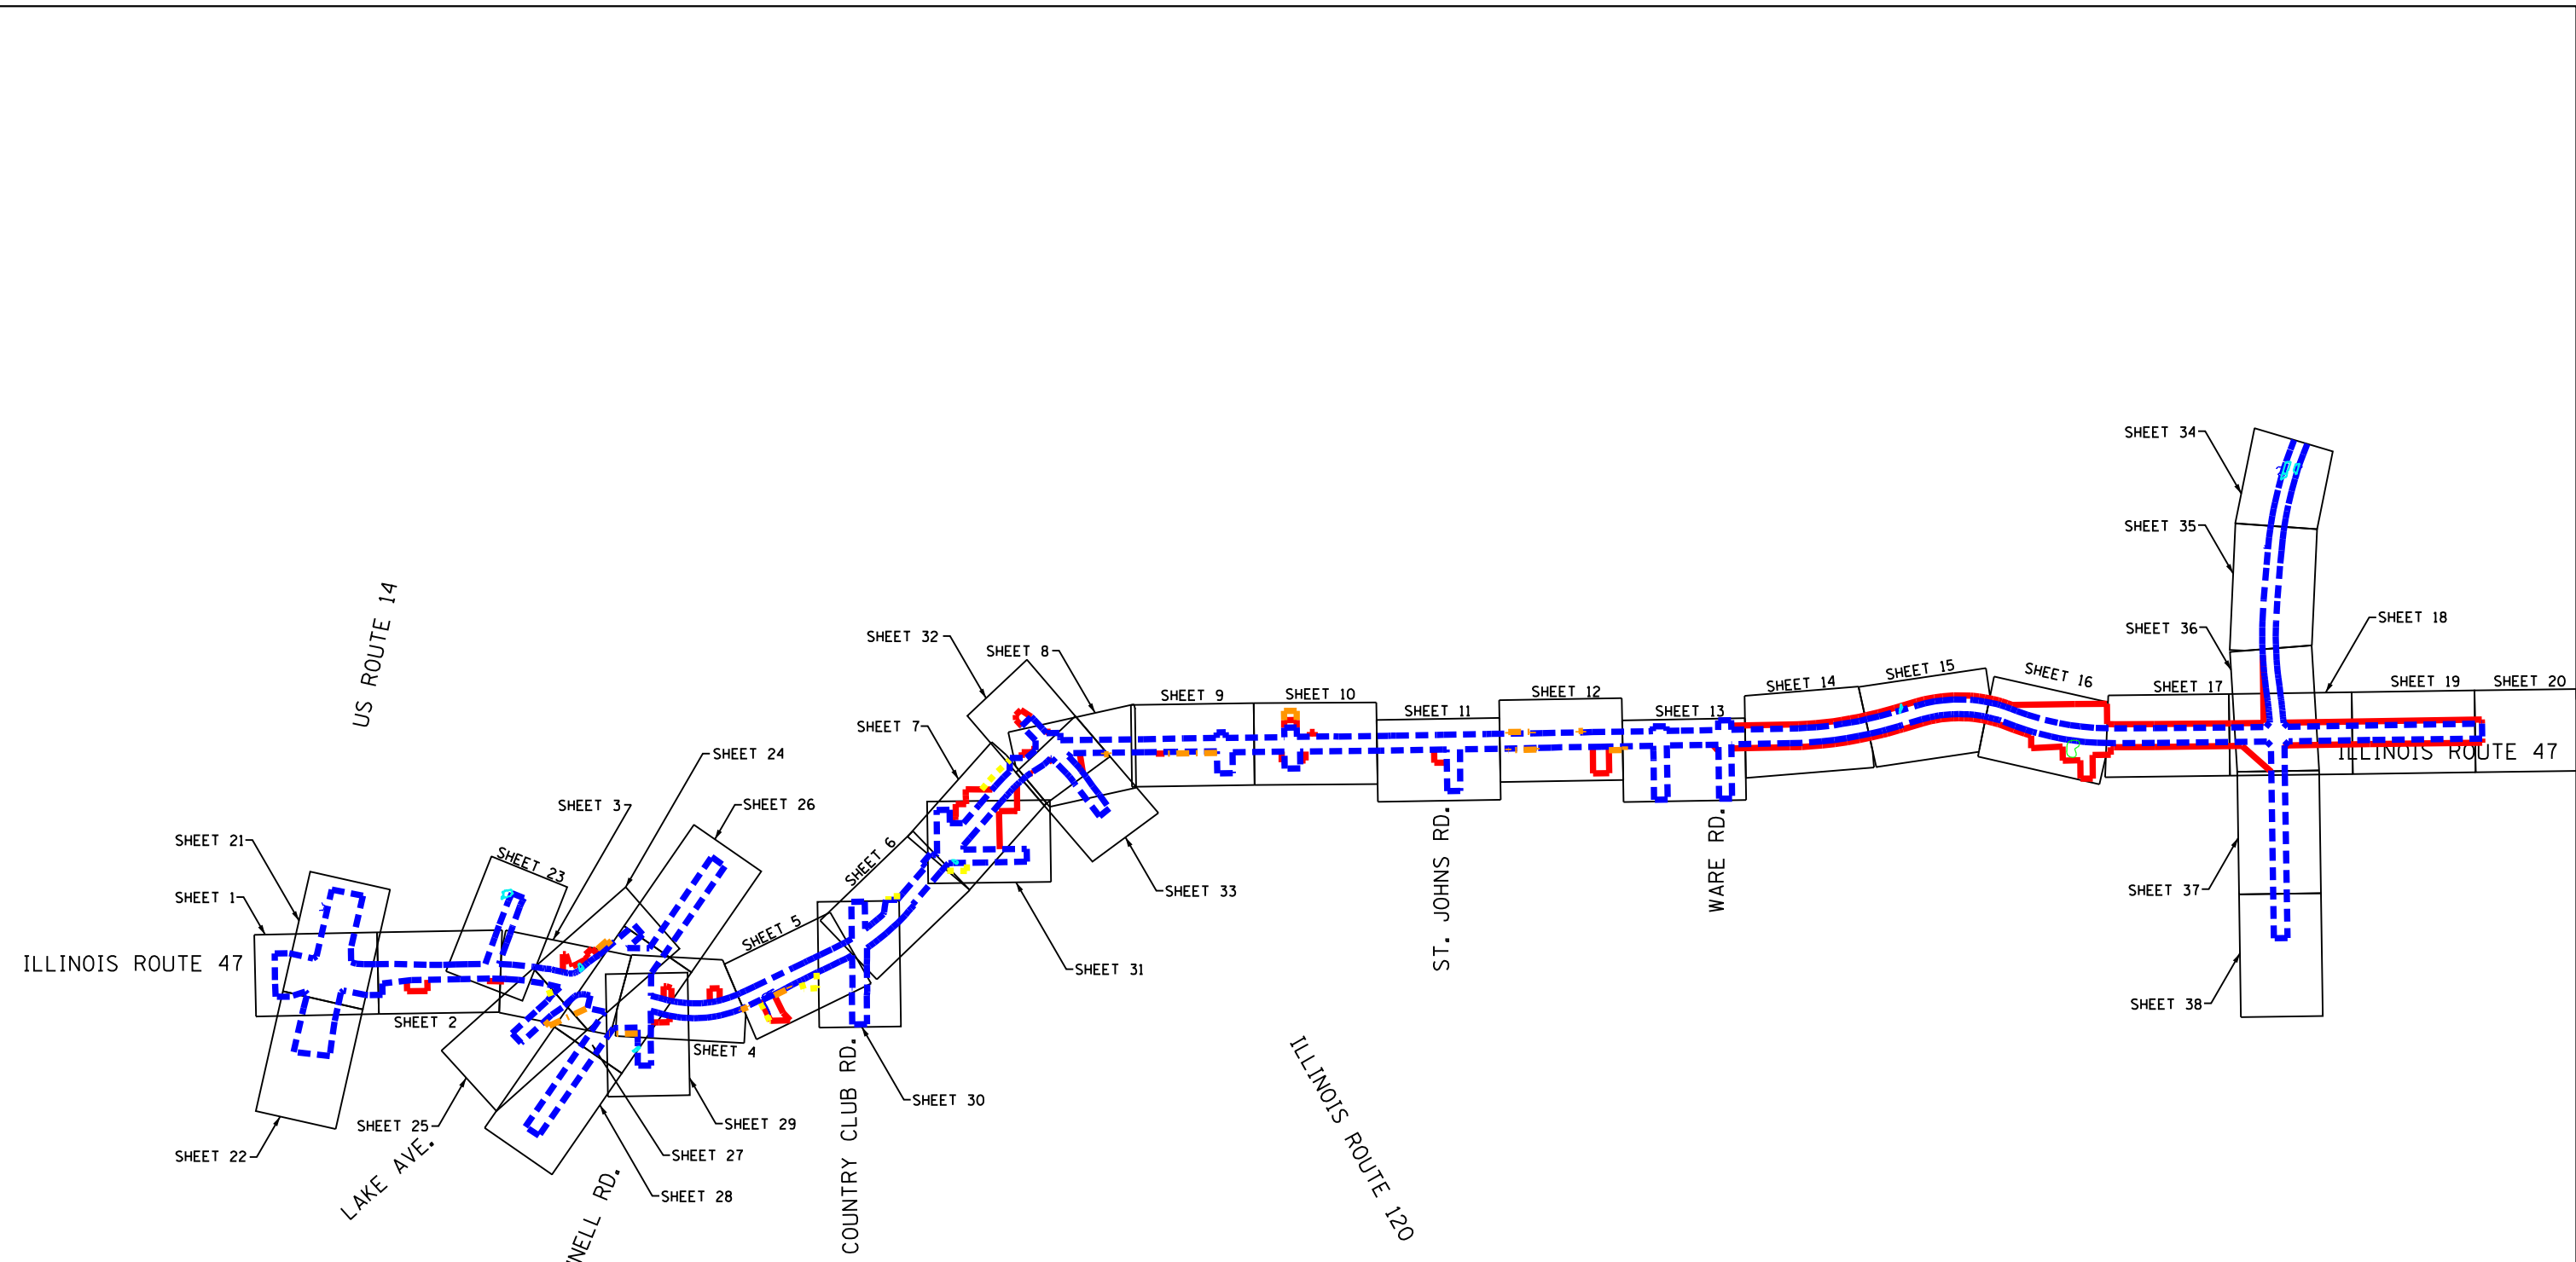 SHEET 34
SHEET 35
US ROUTE 14
SHEET 36
SHEET 18
SHEET 32
SHEET 8
SHEET 9
SHEET 10
SHEET 11
SHEET 12
SHEET 13
SHEET 14
SHEET 15
SHEET 16
SHEET 17
SHEET 19
SHEET 20
SHEET 7
SHEET 24
ILLINOIS ROUTE 47
SHEET 3
SHEET 26
SHEET 21
SHEET 23
SHEET 6
SHEET 33
ST. JOHNS RD.
WARE RD.
SHEET 37
SHEET 1
SHEET 5
ILLINOIS ROUTE 47
SHEET 31
SHEET 38
SHEET 2
SHEET 4
SHEET 30
SHEET 25
SHEET 29
SHEET 22
SHEET 27
SHEET 28
LAKE AVE.
NELL RD.
COUNTRY CLUB RD.
ILLINOIS ROUTE 120